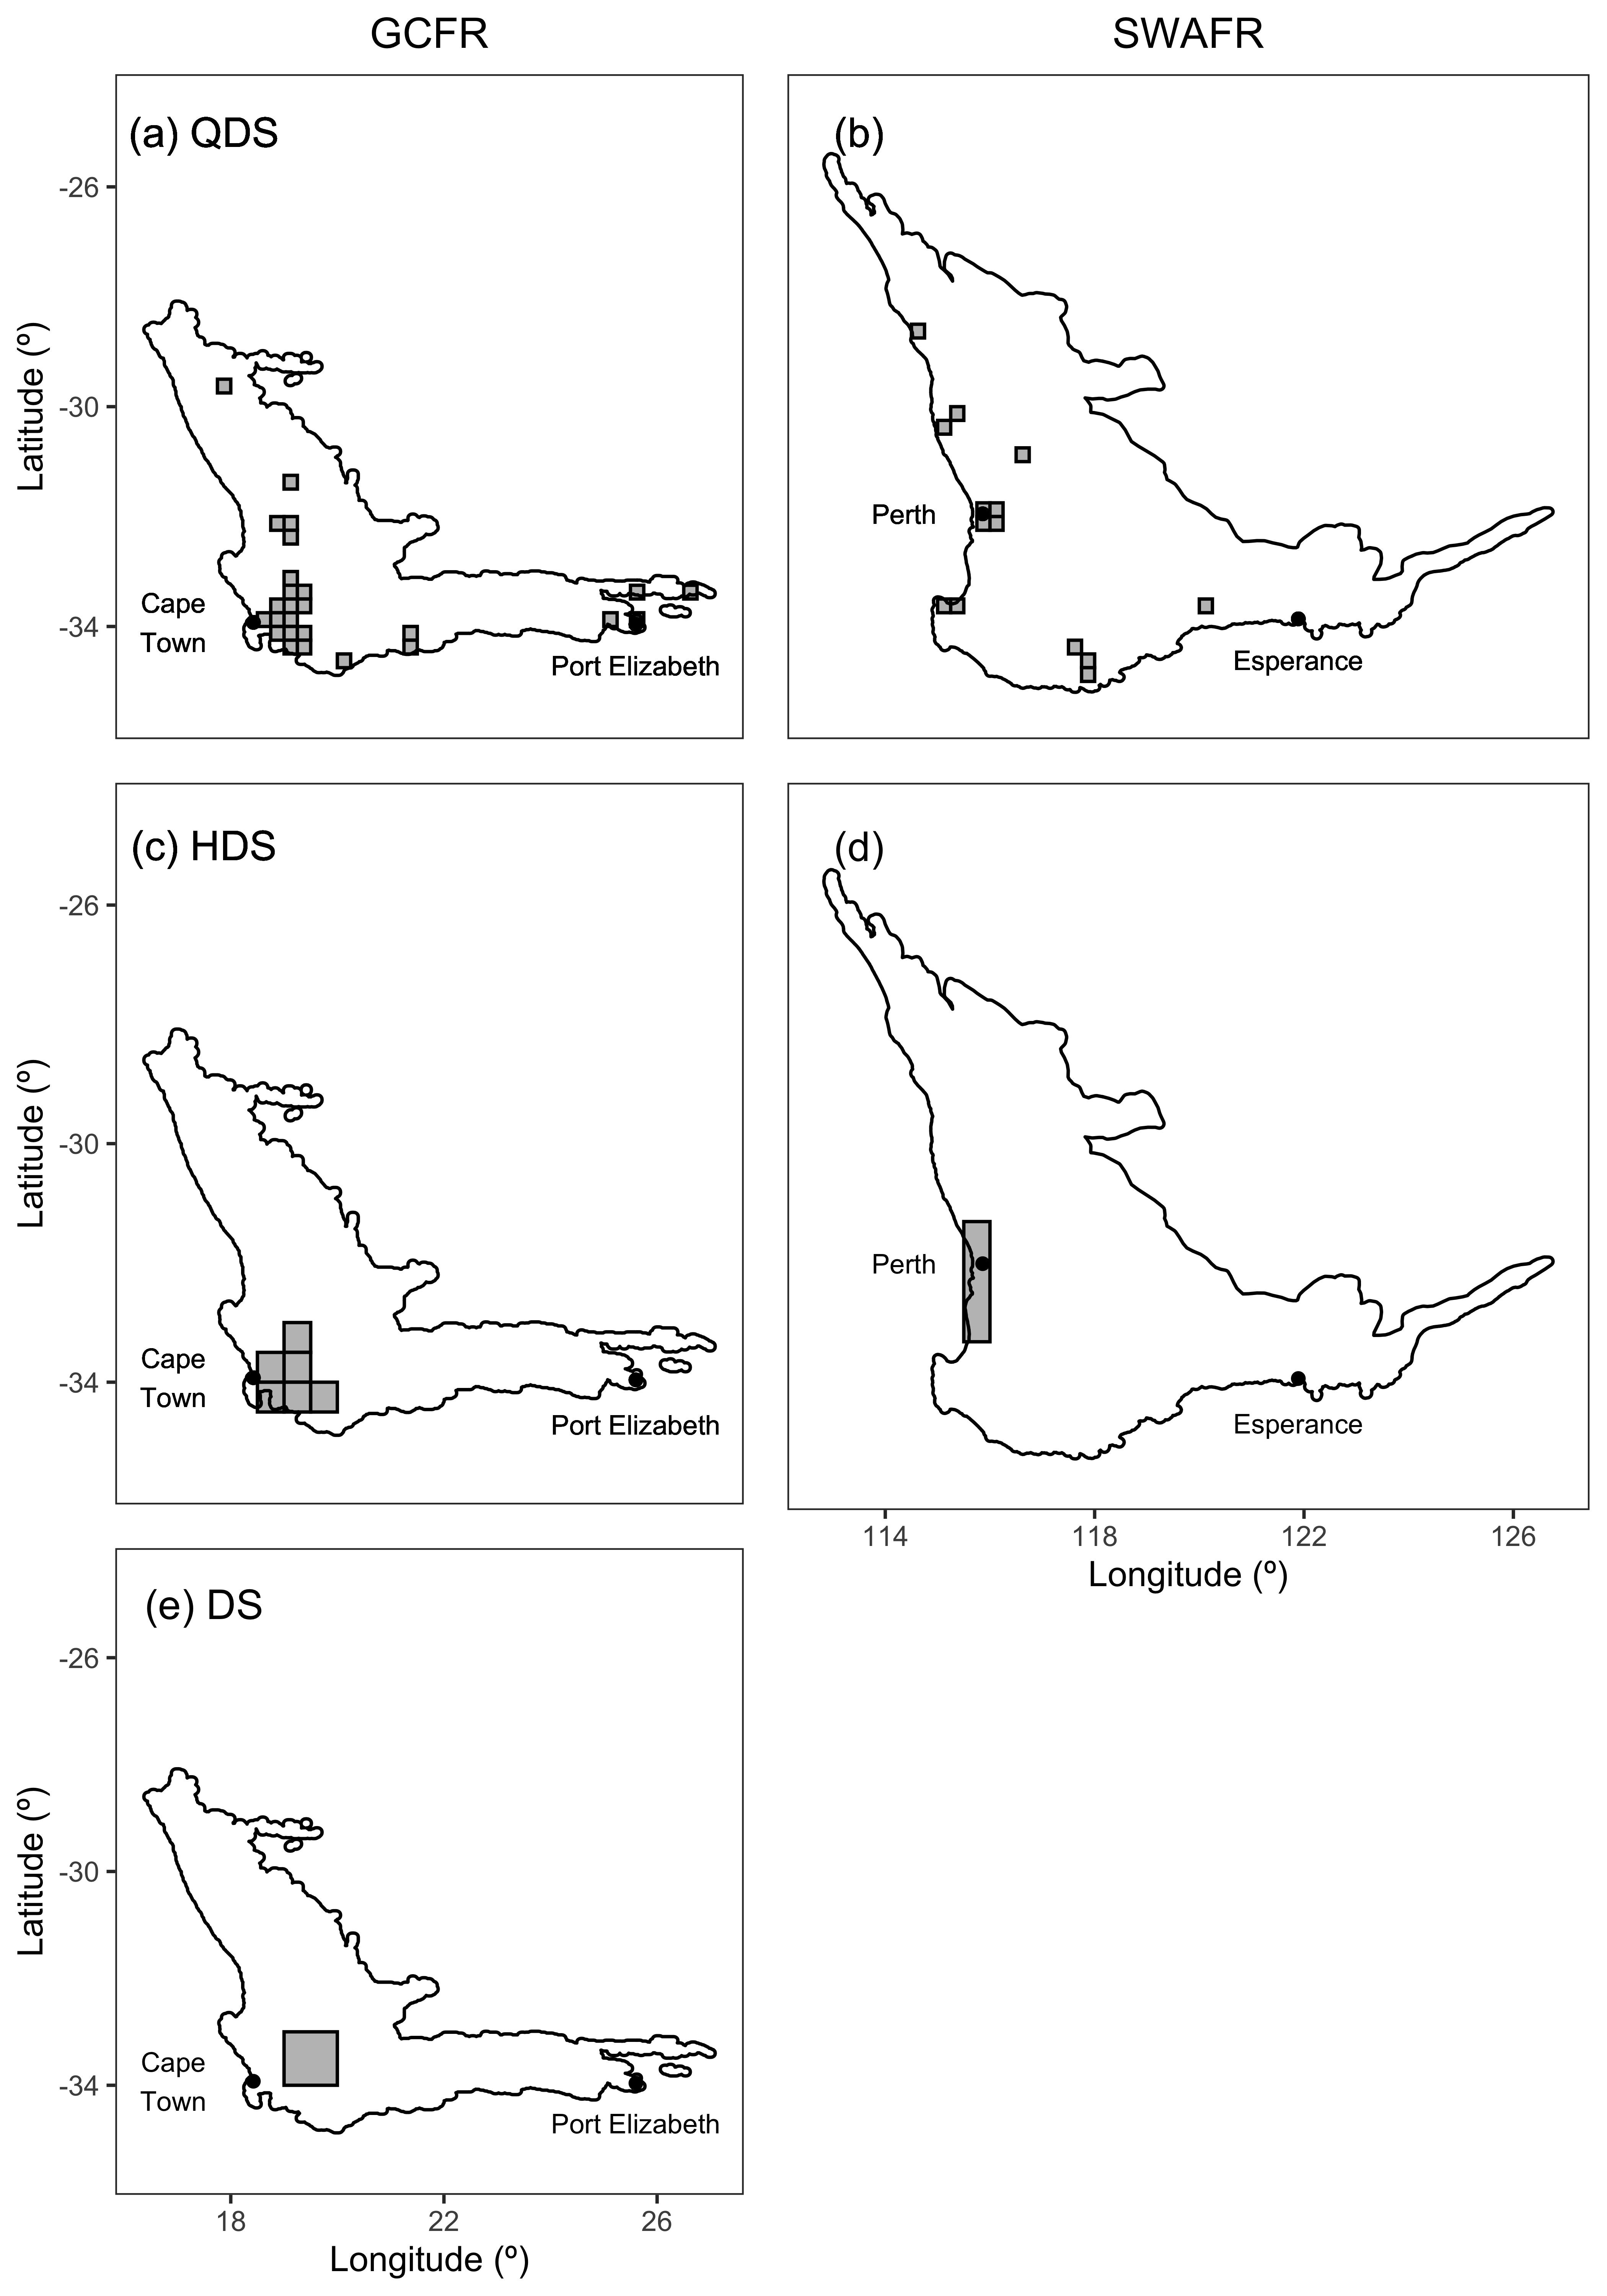 GCFR
SWAFR
(a) QDS
(b)
-26
-30
-34
Latitude (º)
Cape
Town
Port Elizabeth
Perth
Esperance
(c) HDS
(d)
-26
-30
-34
Latitude (º)
Cape
Town
Port Elizabeth
Perth
Esperance
114
118
122
126
Longitude (º)
(e) DS
-26
-30
-34
Latitude (º)
Cape
Town
Port Elizabeth
18
22
26
Longitude (º)